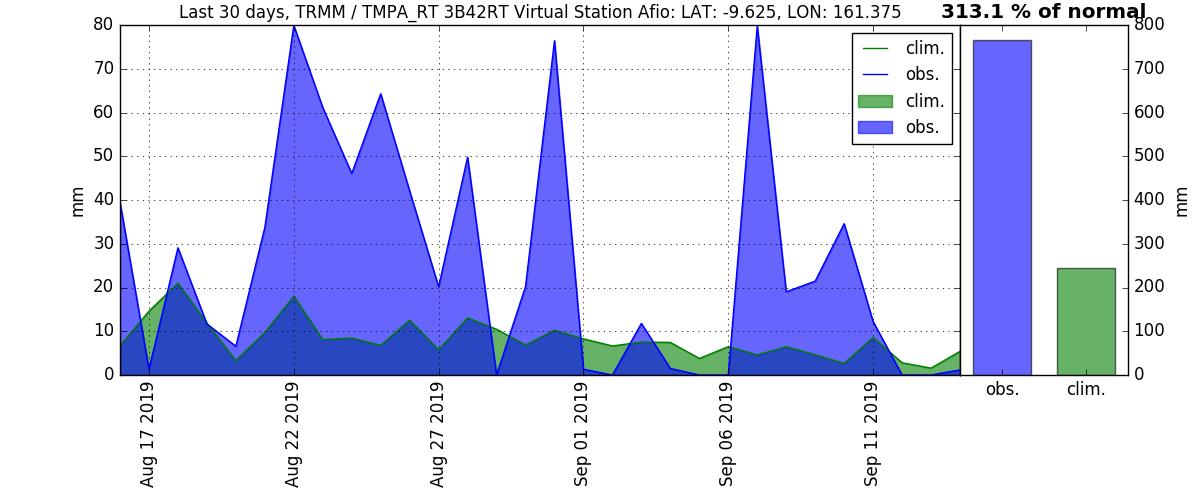 Last 30 days, TRMM / TMPA_RT 3B42RT Virtual Station Afio: LAT: -9.625, LON: 161.375
313.1 % of normal
80
70
60
50
40
30
20
10
0
mm
clim.
obs.
clim.
obs.
Aug 17 2019
Aug 22 2019
Aug 27 2019
Sep 01 2019
Sep 06 2019
Sep 11 2019
800
700
600
500
400
300
200
100
0
mm
obs.
clim.